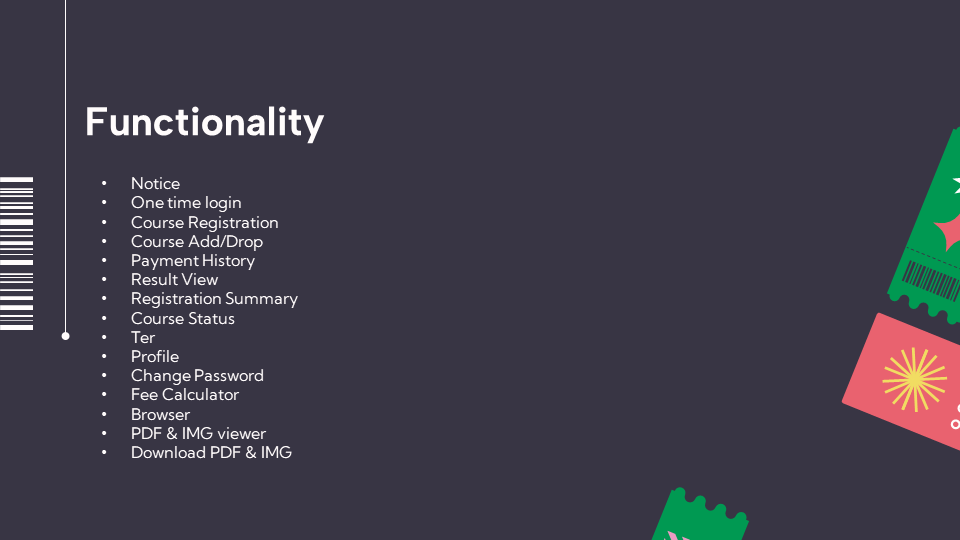 Functionality
• Notice
• One time login
• Course Registration
• Course Add/Drop
• Payment History
• Result View
• Registration Summary
• Course Status
• Ter
• Profile
• Change Password
• Fee Calculator
• Browser
• PDF & IMG viewer
• Download PDF & IMG